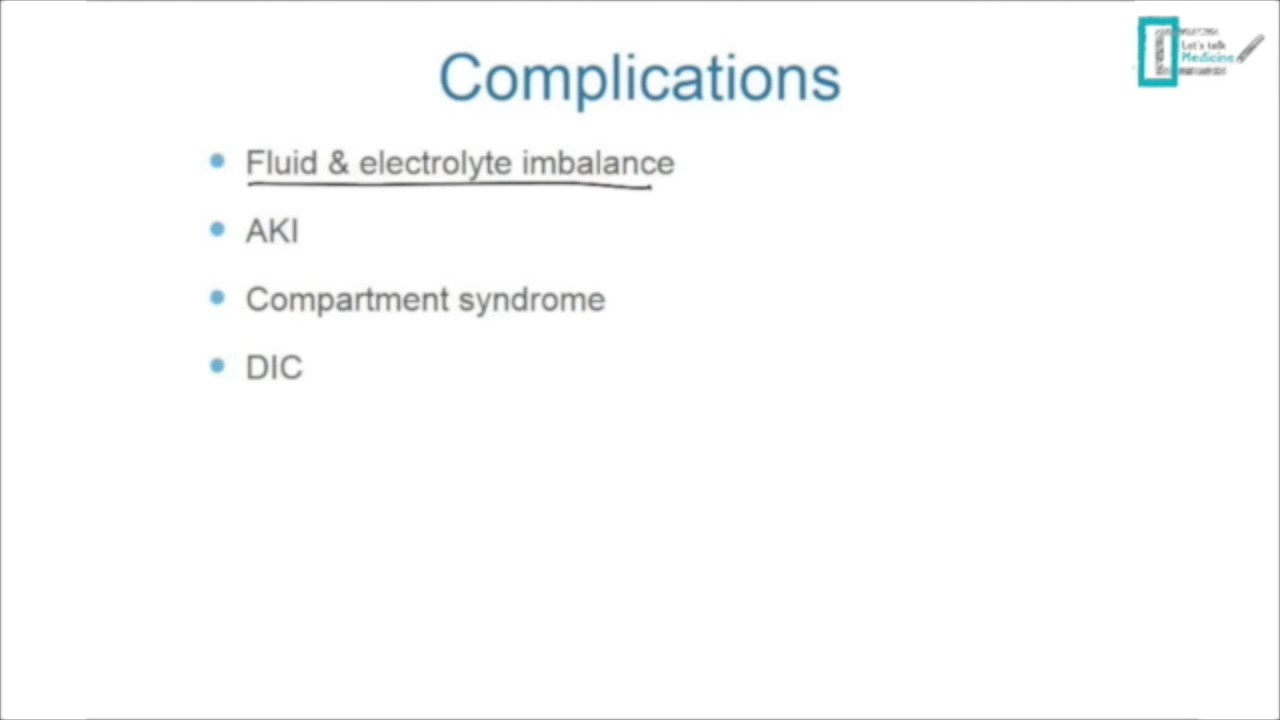 Complications
Let's talk
Medicine
Fluid & electrolyte imbalance
AKI
Compartment syndrome
DIC